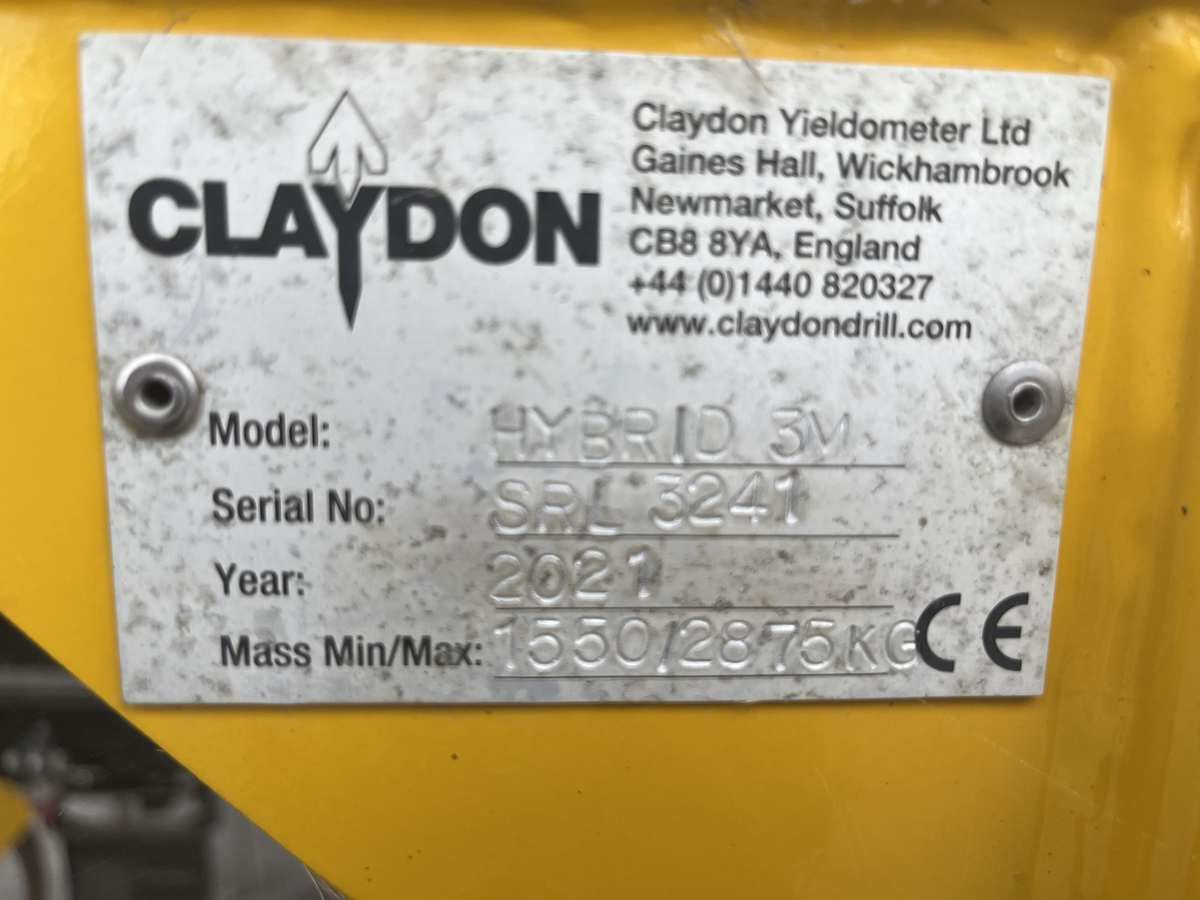 CLAYDON
Claydon Yieldometer Ltd
Gaines Hall, Wickhambrook
Newmarket, Suffolk
CB8 8YA, England
+44 (0)1440 820327
www.claydondrill.com
Model: HYBRID 3M
Serial No: SRL 3241
Year: 2021
Mass Min/Max: 1550/2875KG CE